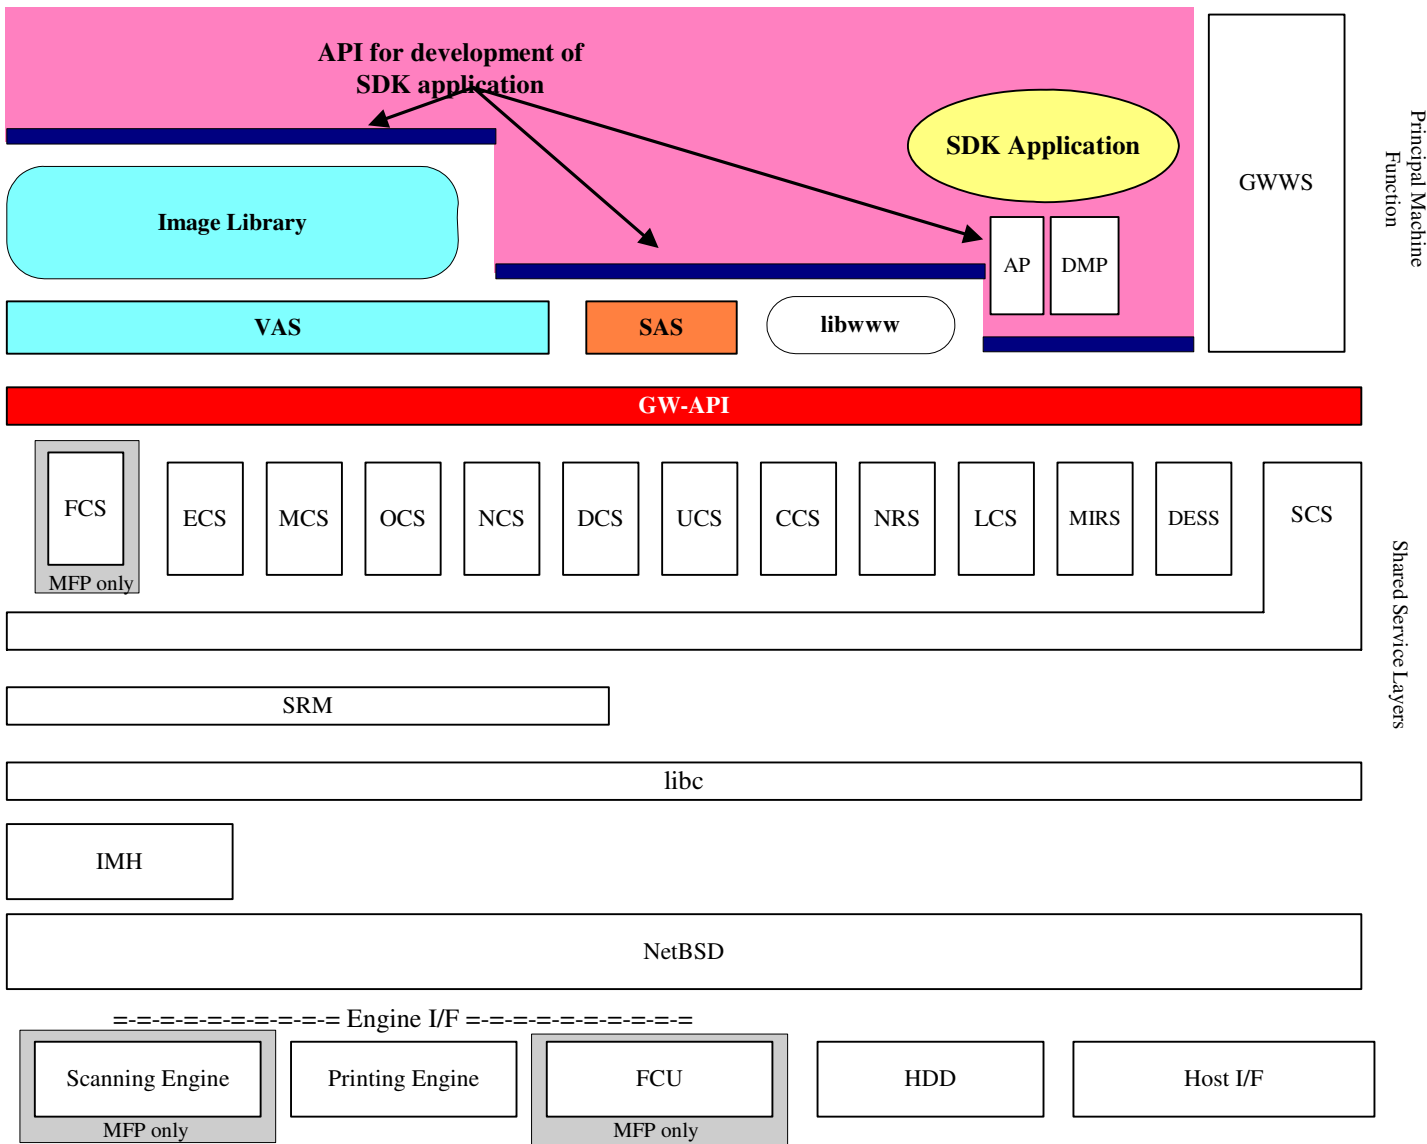 API for development of
SDK application
SDK Application
GWWS
Principal Machine
Function
Image Library
AP
DMP
VAS
SAS
libwww
GW-API
FCS
MFP only
ECS
MCS
OCS
NCS
DCS
UCS
CCS
NRS
LCS
MIRS
DESS
SCS
Shared Service Layers
SRM
libc
IMH
NetBSD
=-=-=-=-=-=-=-=-=-= Engine I/F =-=-=-=-=-=-=-=-=-=
Scanning Engine
MFP only
Printing Engine
FCU
MFP only
HDD
Host I/F